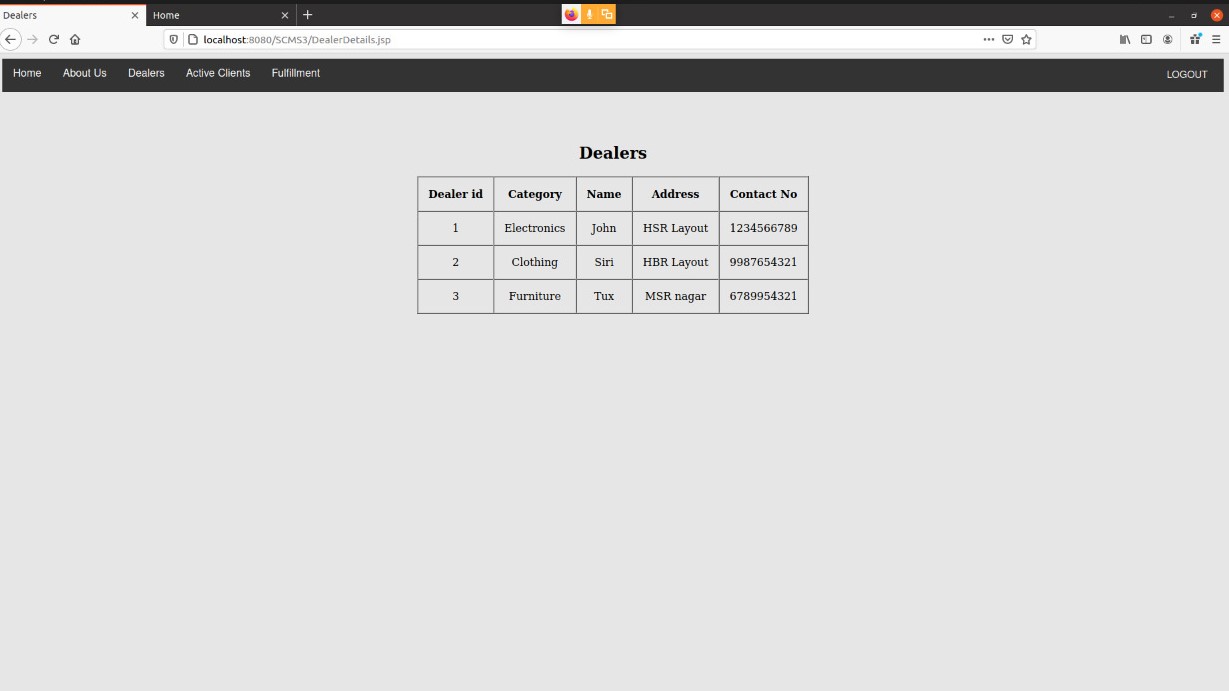 Dealers
Home
localhost:8080/SCMS3/DealerDetails.jsp
Home About Us Dealers Active Clients Fulfillment LOGOUT
Dealers
Dealer id Category Name Address Contact No
1 Electronics John HSR Layout 1234566789
2 Clothing Siri HBR Layout 9987654321
3 Furniture Tux MSR nagar 6789954321